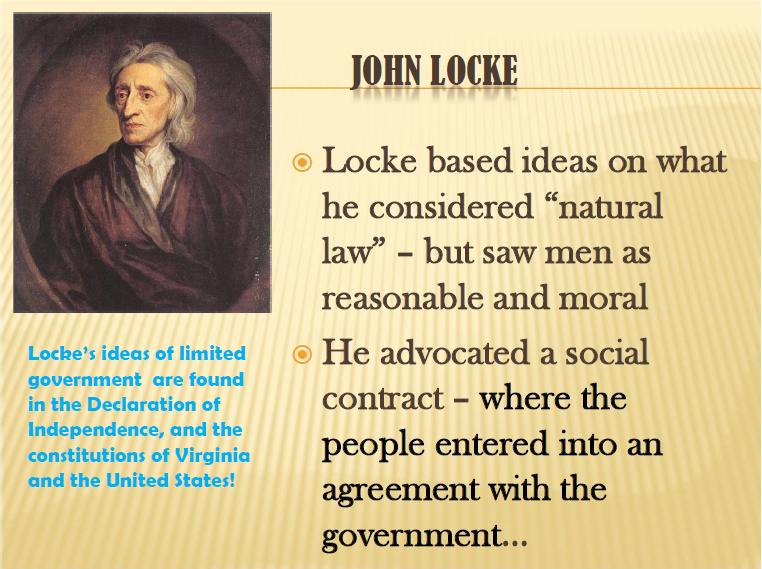 JOHN LOCKE
Locke based ideas on what
he considered “natural
law” – but saw men as
reasonable and moral
He advocated a social
contract – where the
people entered into an
agreement with the
government...
Locke’s ideas of limited
government are found
in the Declaration of
Independence, and the
constitutions of Virginia
and the United States!